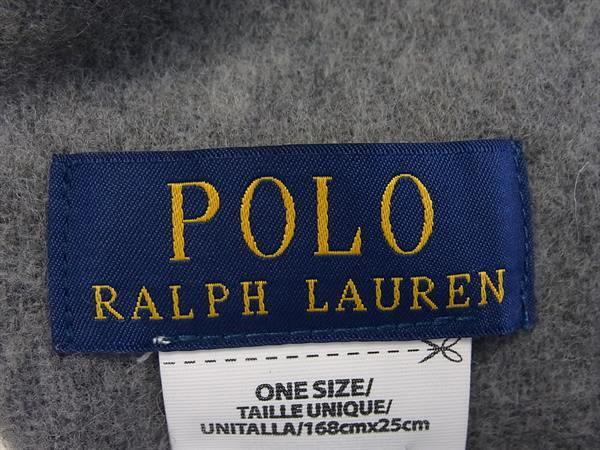 POLO
RALPH LAUREN
ONE SIZE/
TAILLE UNIQUE/
UNITALLA/168cmx25cm